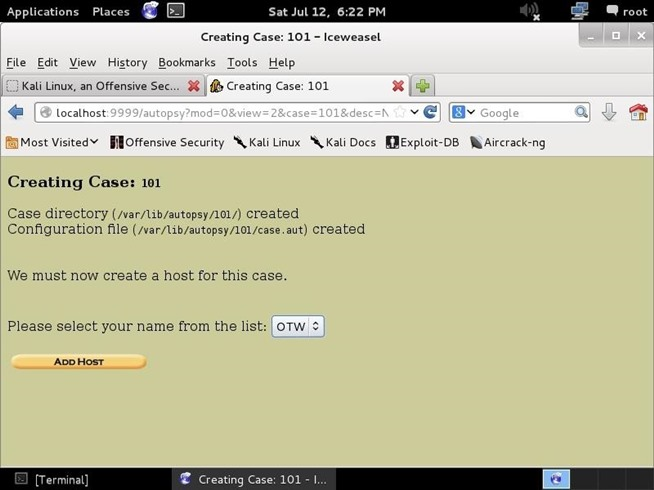 Applications Places Sat Jul 12, 6:22 PM root
Creating Case: 101 - Iceweasel
File Edit View History Bookmarks Tools Help
Kali Linux, an Offensive Sec... Creating Case: 101
localhost:9999/autopsy?mod=0&view=2&case=101&desc=N Google
Most Visited Offensive Security Kali Linux Kali Docs Exploit-DB Aircrack-ng
Creating Case: 101
Case directory (/var/lib/autopsy/101/) created
Configuration file (/var/lib/autopsy/101/case.aut) created
We must now create a host for this case.
Please select your name from the list: OTW
ADD HOST
[Terminal] Creating Case: 101 - I...